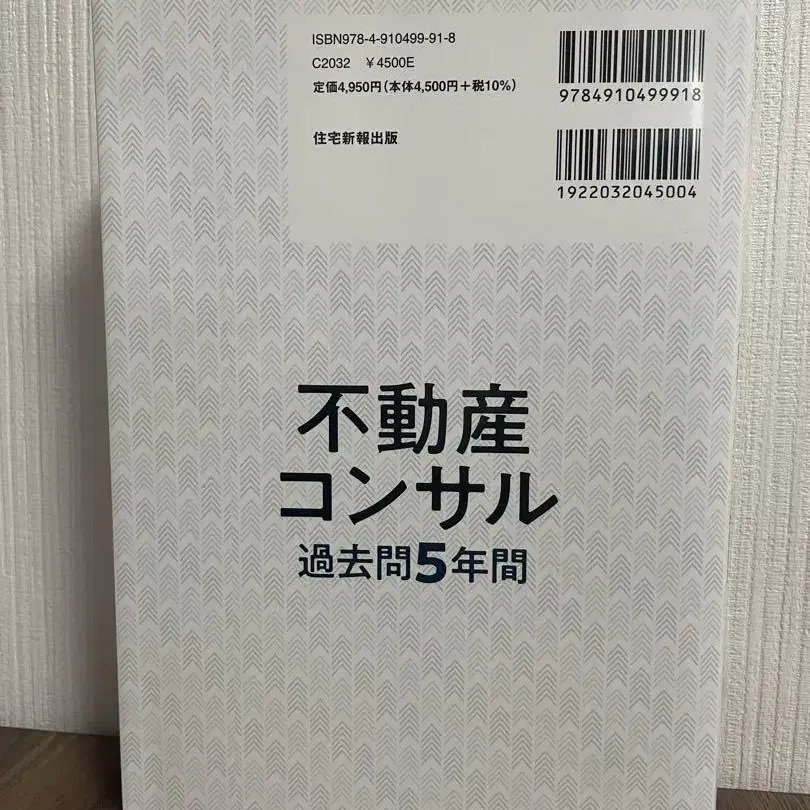 ISBN978-4-910499-91-8
C2032 ¥4500E
定価4,950円(本体4,500円+税10%)
住宅新報出版
9784910499918
1922032045004
不動産
コンサル
過去問5年間